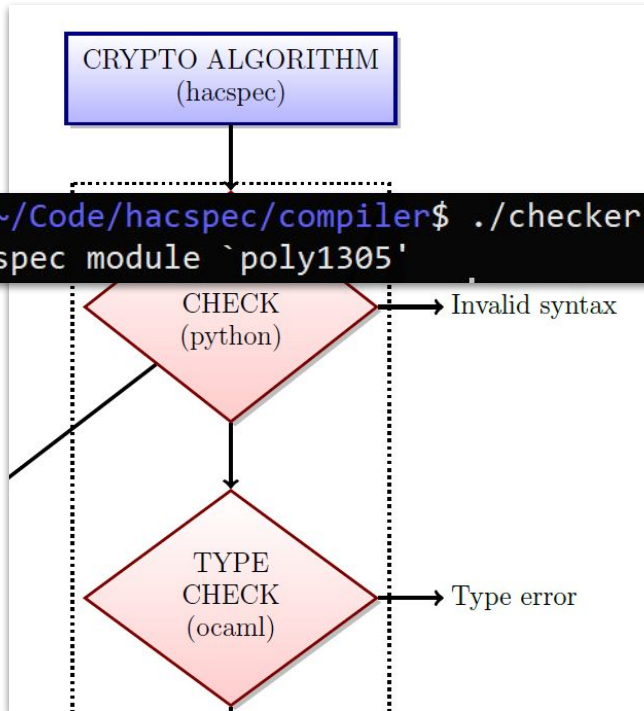 CRYPTO ALGORITHM
(hacspec)
~/Code/hacspec/compiler$ ./checker
spec module `poly1305'
CHECK
(python)
Invalid syntax
TYPE
CHECK
(ocaml)
Type error